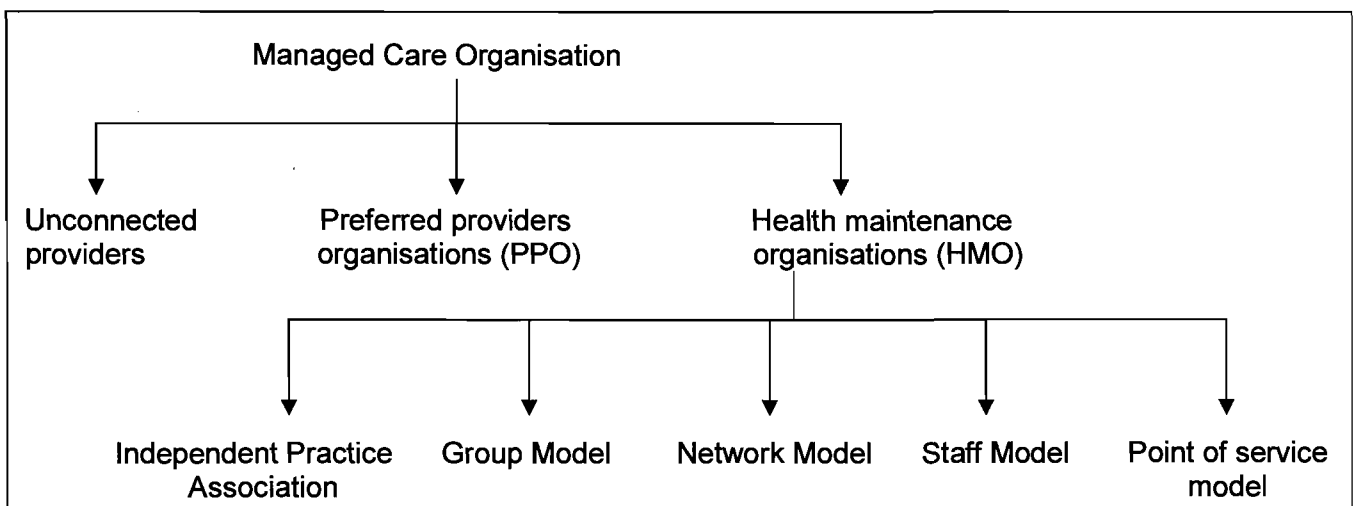 Managed Care Organisation
Unconnected
providers
Preferred providers
organisations (PPO)
Health maintenance
organisations (HMO)
Independent Practice
Association
Group Model
Network Model
Staff Model
Point of service
model